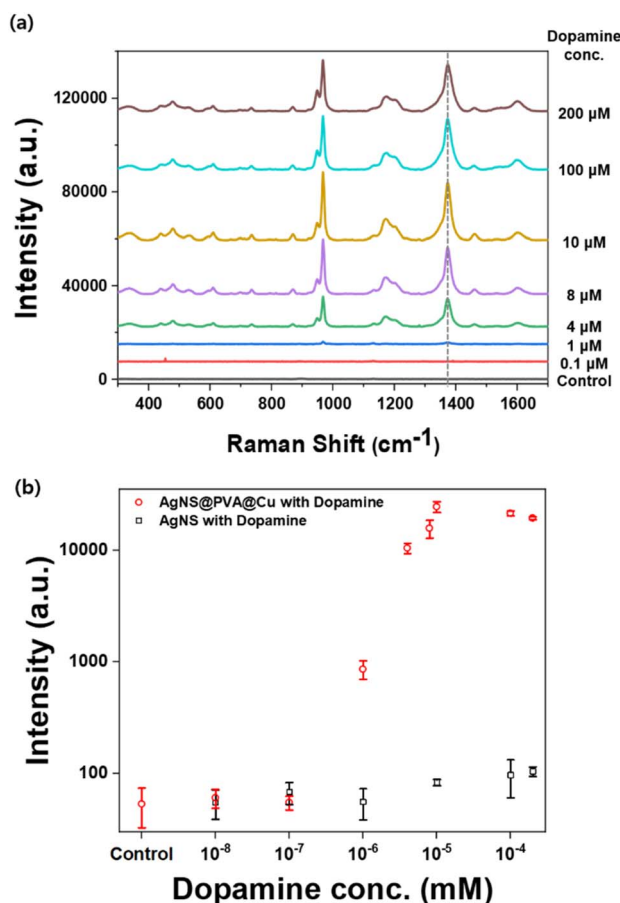 (a)
Dopamine
conc.
200 µM
100 µM
10 µM
8 µM
4 µM
1 µM
0.1 µM
Control
Intensity (a.u.)
120000
80000
40000
0
400 600 800 1000 1200 1400 1600
Raman Shift (cm⁻¹)
(b)
AgNS@PVA@Cu with Dopamine
AgNS with Dopamine
Intensity (a.u.)
10000
1000
100
Control 10⁻⁸ 10⁻⁷ 10⁻⁶ 10⁻⁵ 10⁻⁴
Dopamine conc. (mM)